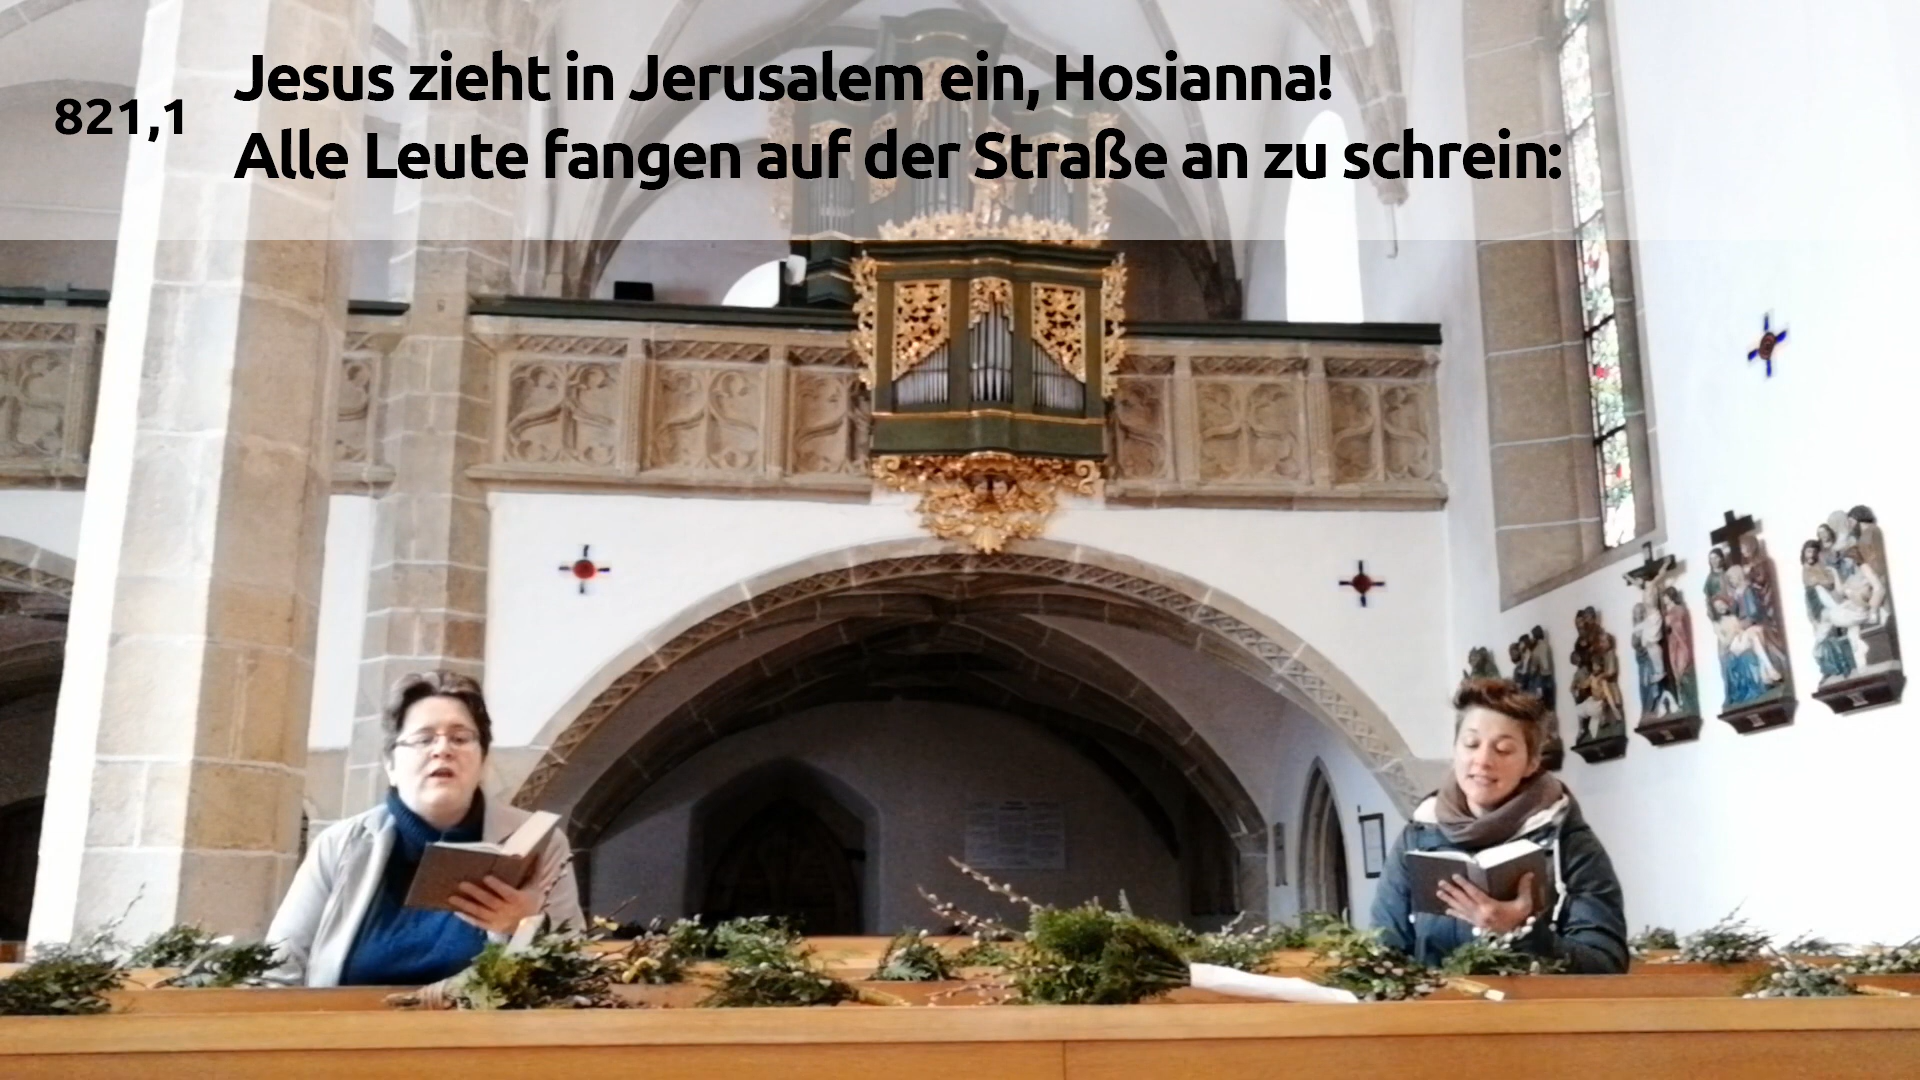 821,1
Jesus zieht in Jerusalem ein, Hosianna!
Alle Leute fangen auf der Straße an zu schrein: